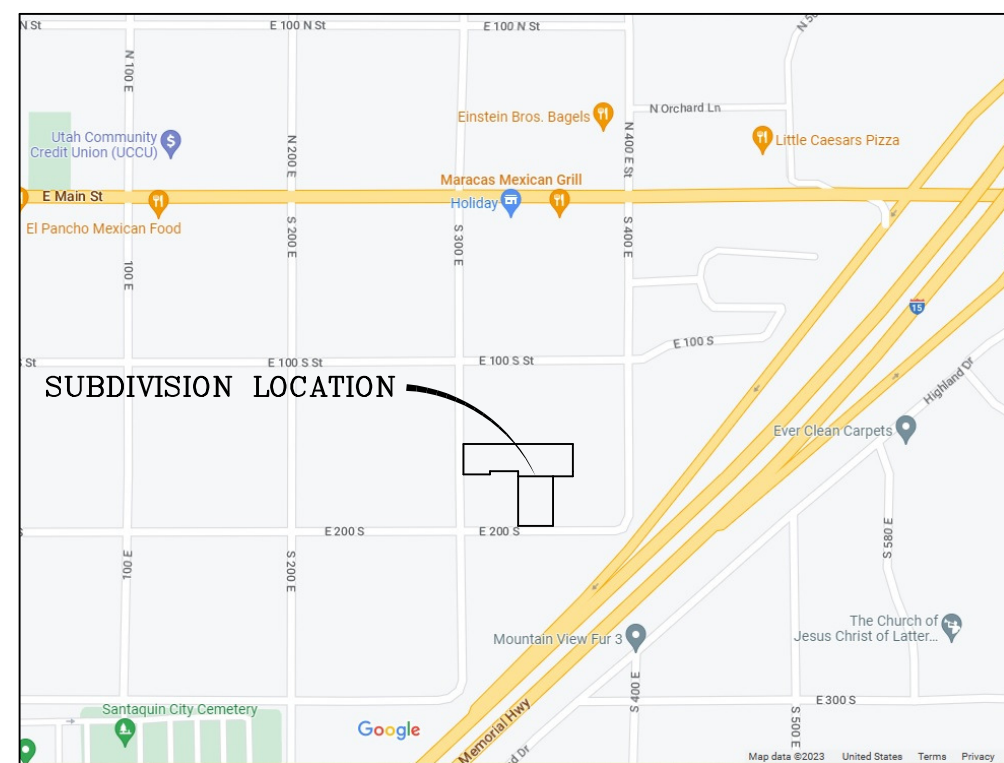 N St
E 100 N St
E 100 N St
N 50
N 100 E
Einstein Bros. Bagels
N Orchard Ln
Utah Community
Credit Union (UCCU)
N 200 E
N 400 E St
Little Caesars Pizza
Maracas Mexican Grill
E Main St
Holiday
El Pancho Mexican Food
S 200 E
S 300 E
S 400 E
100 E
15
E 100 S
St
E 100 S St
E 100 S St
SUBDIVISION LOCATION
Highland Dr
Ever Clean Carpets
S
E 200 S
E 200 S
S 580 E
100 E
S 200 E
The Church of
Jesus Christ of Latter...
Mountain View Fur 3
S 400 E
E 300 S
Santaquin City Cemetery
S 500 E
Google
Memorial Hwy
d Dr
Map data ©2023 United States Terms Privacy